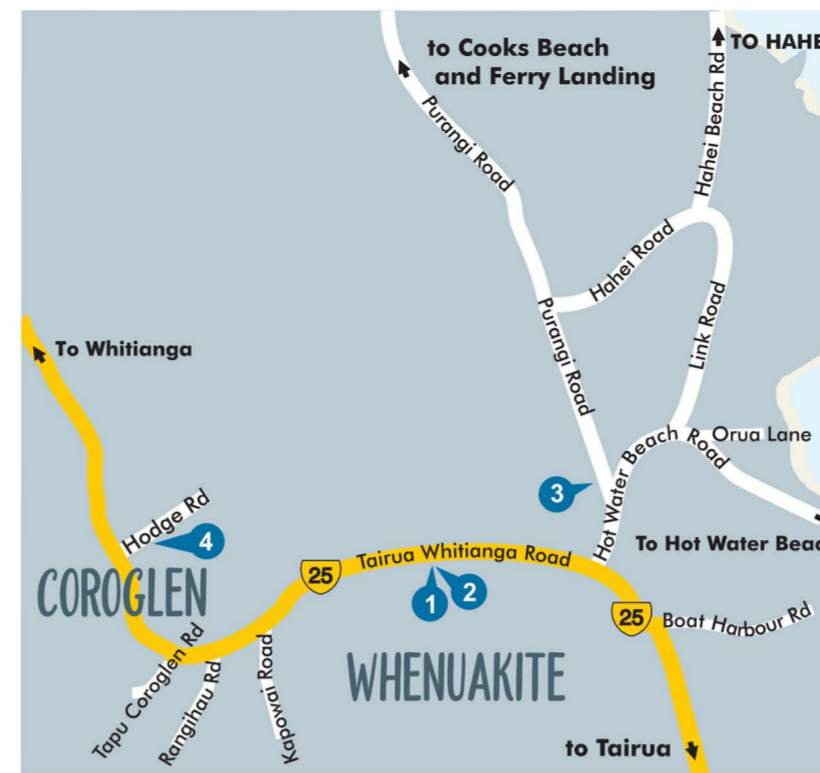 to Cooks Beach
and Ferry Landing
TO HAHE
Hahei Beach Rd
Purangi Road
Hahei Road
Link Road
Purangi Road
To Whitianga
Orua Lane
Hot Water Beach Road
3
Hodge Rd
4
To Hot Water Beac
Tairua Whitianga Road
25
COROGLEN
1
2
25
Boat Harbour Rd
Tapu Coroglen Rd
Rangihau Rd
Kapowai Road
WHENUAKITE
to Tairua